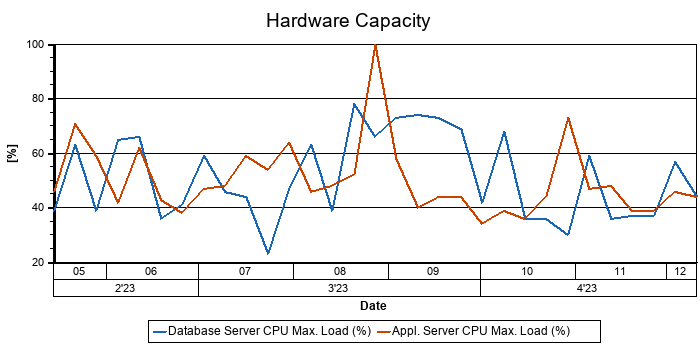 Hardware Capacity
[%]
100
80
60
40
20
05 06 07 08 09 10 11 12
2'23 3'23 4'23
Date
Database Server CPU Max. Load (%) Appl. Server CPU Max. Load (%)